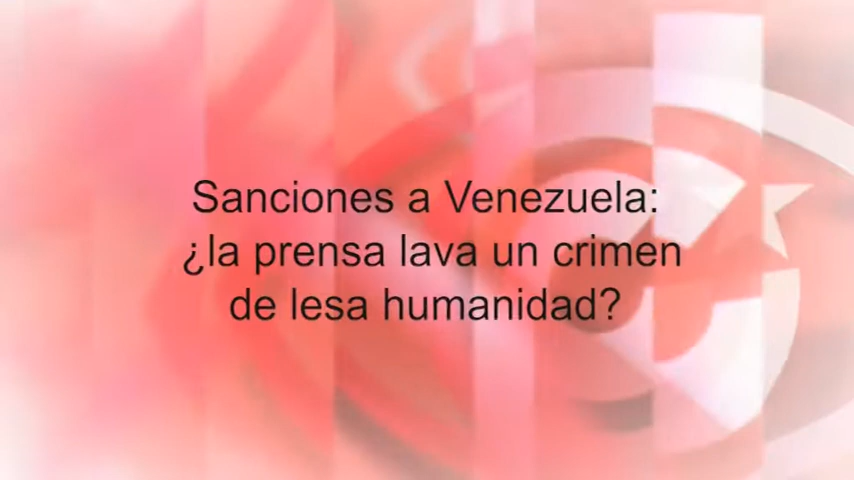 Sanciones a Venezuela:
¿la prensa lava un crimen
de lesa humanidad?